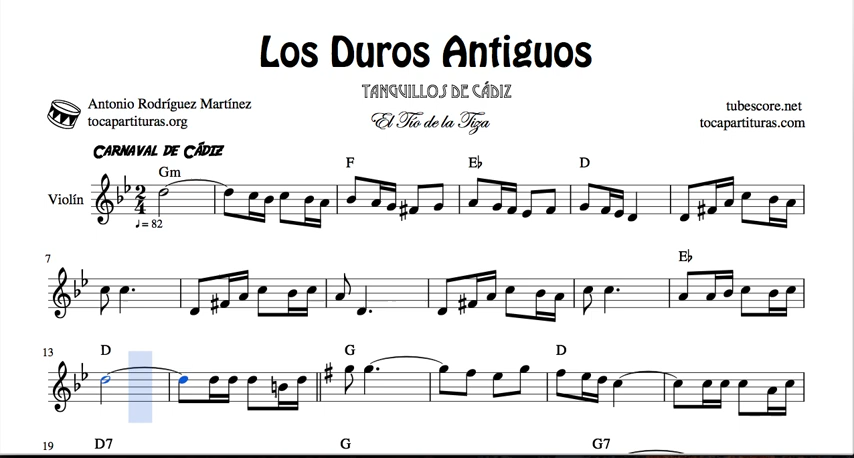 Los Duros Antiguos
TANGUILLOS DE CÁDIZ
El Tío de la Tiza
Antonio Rodríguez Martínez
tocapartituras.org
tubescore.net
tocapartituras.com
CARNAVAL DE CÁDIZ
Gm F E♭ D
Violín
2
4
♩ = 82
7 E♭
13 D G D
19 D7 G G7